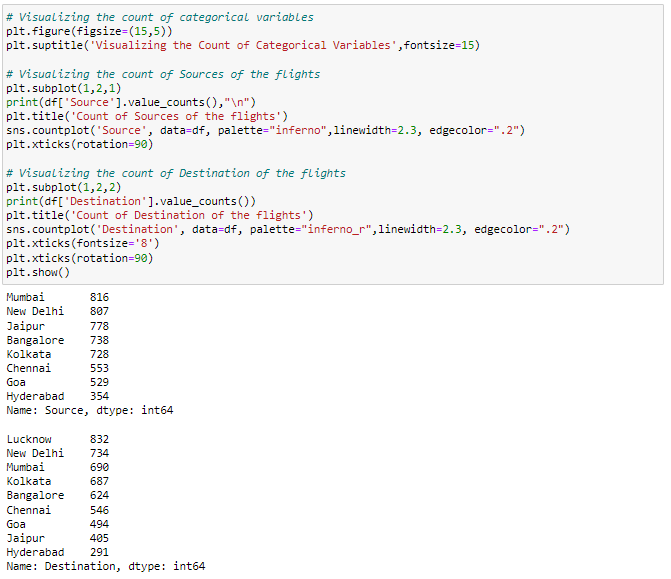 # Visualizing the count of categorical variables
plt.figure(figsize=(15,5))
plt.suptitle('Visualizing the Count of Categorical Variables',fontsize=15)

# Visualizing the count of Sources of the flights
plt.subplot(1,2,1)
print(df['Source'].value_counts(),"\n")
plt.title('Count of Sources of the flights')
sns.countplot('Source', data=df, palette="inferno",linewidth=2.3, edgecolor=".2")
plt.xticks(rotation=90)

# Visualizing the count of Destination of the flights
plt.subplot(1,2,2)
print(df['Destination'].value_counts())
plt.title('Count of Destination of the flights')
sns.countplot('Destination', data=df, palette="inferno_r",linewidth=2.3, edgecolor=".2")
plt.xticks(fontsize='8')
plt.xticks(rotation=90)
plt.show()
Mumbai       816
New Delhi    807
Jaipur       778
Bangalore    738
Kolkata      728
Chennai      553
Goa          529
Hyderabad    354
Name: Source, dtype: int64

Lucknow      832
New Delhi    734
Mumbai       690
Kolkata      687
Bangalore    624
Chennai      546
Goa          494
Jaipur       405
Hyderabad    291
Name: Destination, dtype: int64